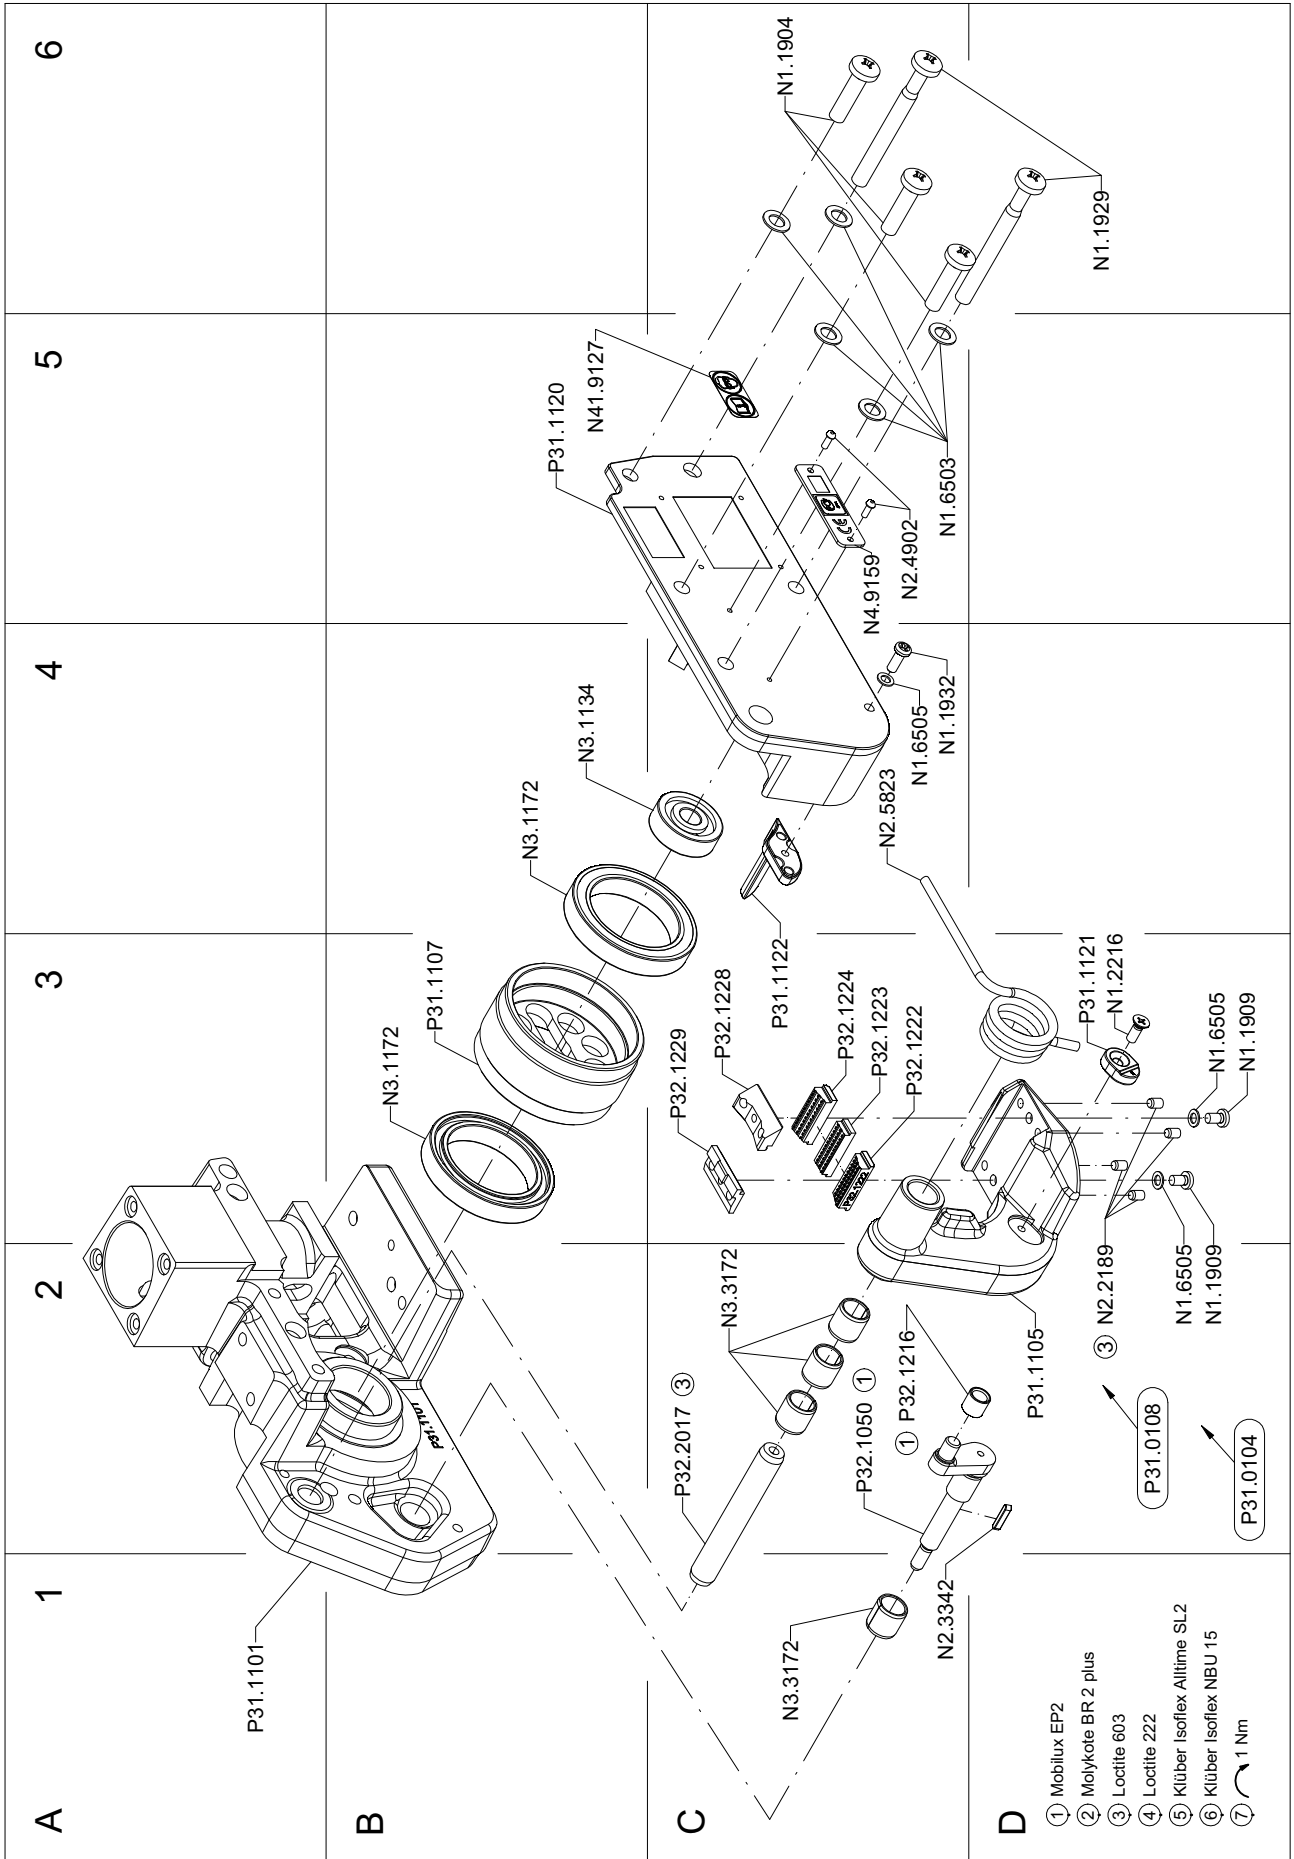 1
2
3
4
5
6
A
B
C
D
P31.1101
P31.1101
N3.1172
P31.1107
N3.1172
N3.1134
P31.1120
N41.9127
N1.1904
N1.1929
N1.6503
N2.4902
N4.9159
N1.6505
N1.1932
P31.1122
P32.1229
P32.1228
P32.1224
P32.1223
P32.1222
N2.5823
P31.1121
N1.2216
N1.6505
N1.1909
N3.3172
P32.2017 ③
P32.1050 ①
① P32.1216
P31.1105
③ N2.2189
N1.6505
N1.1909
N3.3172
N2.3342
P31.0108
P31.0104
① Mobilux EP2
② Molykote BR 2 plus
③ Loctite 603
④ Loctite 222
⑤ Klüber Isoflex Alltime SL2
⑥ Klüber Isoflex NBU 15
⑦ 1 Nm